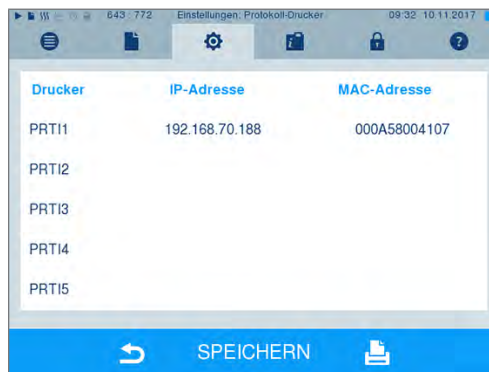 643 : 772 Einstellungen: Protokoll-Drucker 09:32 10.11.2017
Drucker IP-Adresse MAC-Adresse
PRTI1 192.168.70.188 000A58004107
PRTI2
PRTI3
PRTI4
PRTI5
SPEICHERN